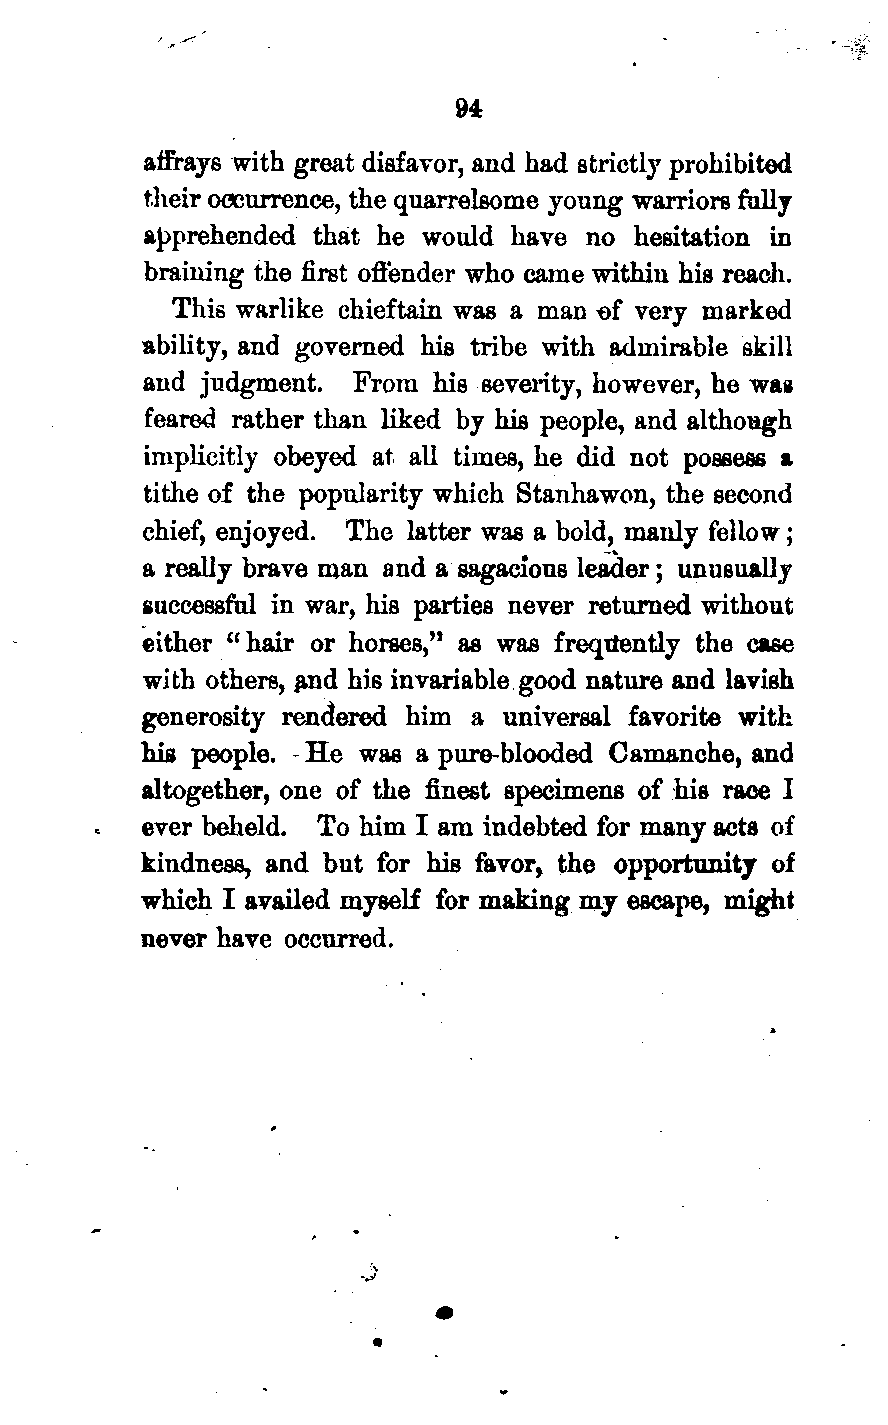 94
affrays with great disfavor, and had strictly prohibited
their occurrence, the quarrelsome young warriors fully
apprehended that he would have no hesitation in
braining the first offender who came within his reach.
This warlike chieftain was a man of very marked
ability, and governed his tribe with admirable skill
and judgment. From his severity, however, he was
feared rather than liked by his people, and although
implicitly obeyed at all times, he did not possess a
tithe of the popularity which Stanhawon, the second
chief, enjoyed. The latter was a bold, manly fellow;
a really brave man and a sagacious leader; unusually
successful in war, his parties never returned without
either "hair or horses," as was frequently the case
with others, and his invariable good nature and lavish
generosity rendered him a universal favorite with
his people. He was a pure-blooded Camanche, and
altogether, one of the finest specimens of his race I
ever beheld. To him I am indebted for many acts of
kindness, and but for his favor, the opportunity of
which I availed myself for making my escape, might
never have occurred.